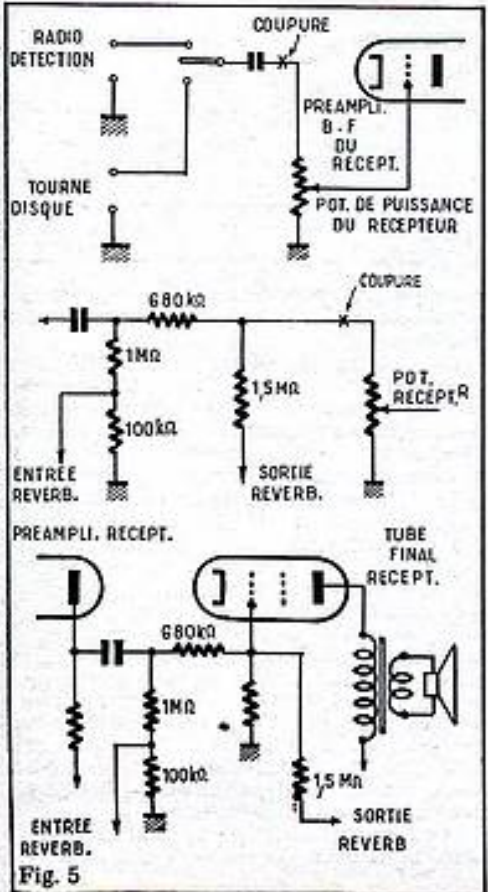 RADIO
DETECTION
COUPURE
PREAMPLI.
B-F
DU
RECEPT.
TOURNE
DISQUE
POT. DE PUISSANCE
DU RECEPTEUR
680kΩ
COUPURE
1MΩ
1,5MΩ
POT.
RECEPT.R
100kΩ
ENTRÉE
REVERB.
SORTIE
REVERB.
PREAMPLI. RECEPT.
TUBE
FINAL
RECEPT.
680kΩ
1MΩ
100kΩ
1,5 MΩ
ENTRÉE
REVERB.
SORTIE
REVERB
Fig. 5